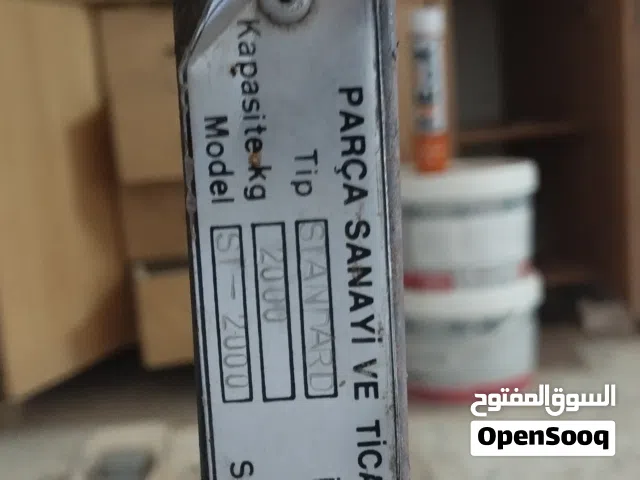 PARÇA SANAYİ VE TİCA
Tip STANDARD
Kapasite.kg 2000
Model ST-2000
S
السوق المفتوح
OpenSooq